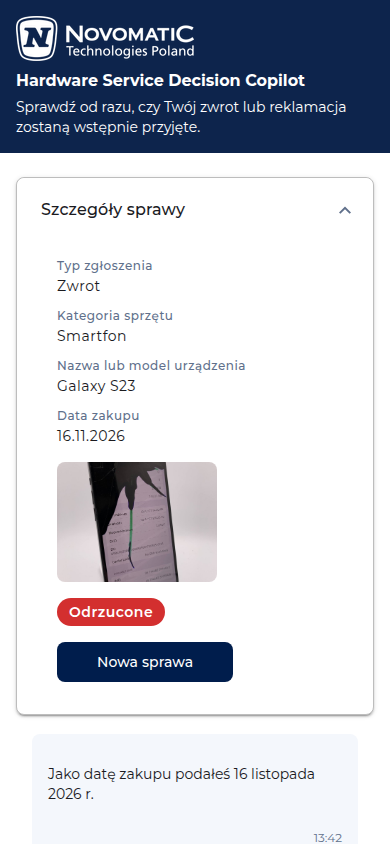 N NOVOMATIC
Technologies Poland
Hardware Service Decision Copilot
Sprawdź od razu, czy Twój zwrot lub reklamacja
zostaną wstępnie przyjęte.
Szczegóły sprawy
Typ zgłoszenia
Zwrot
Kategoria sprzętu
Smartfon
Nazwa lub model urządzenia
Galaxy S23
Data zakupu
16.11.2026
Odrzucone
Nowa sprawa
Jako datę zakupu podałeś 16 listopada
2026 r.
13:42